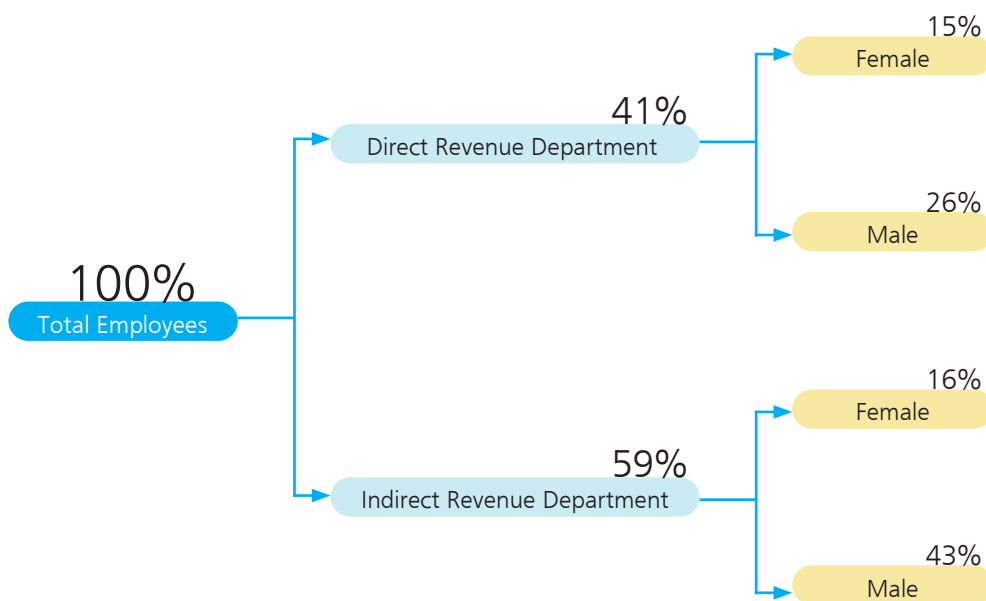 100%
Total Employees
41%
Direct Revenue Department
15%
Female
26%
Male
59%
Indirect Revenue Department
16%
Female
43%
Male